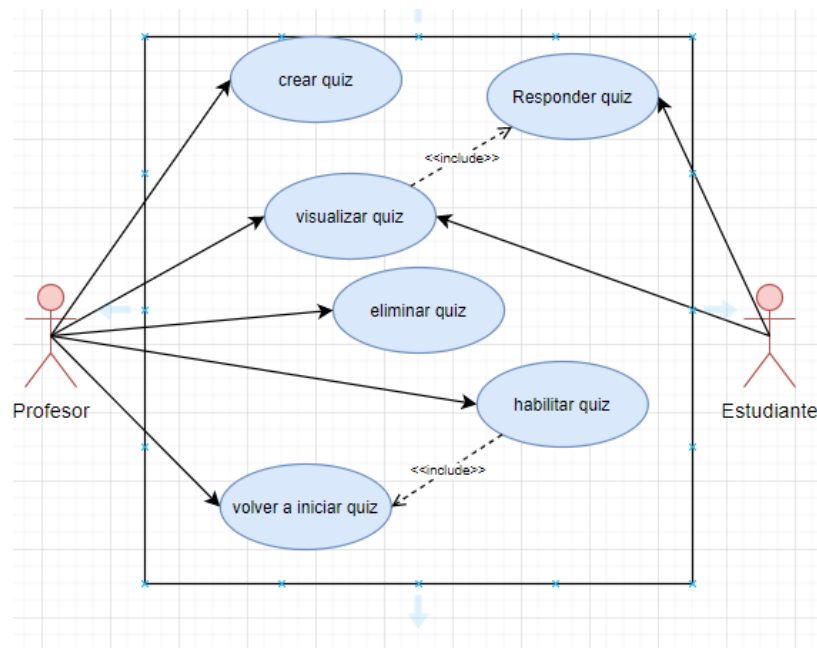 crear quiz
Responder quiz
<<include>>
visualizar quiz
eliminar quiz
habilitar quiz
Profesor
Estudiante
<<include>>
volver a iniciar quiz